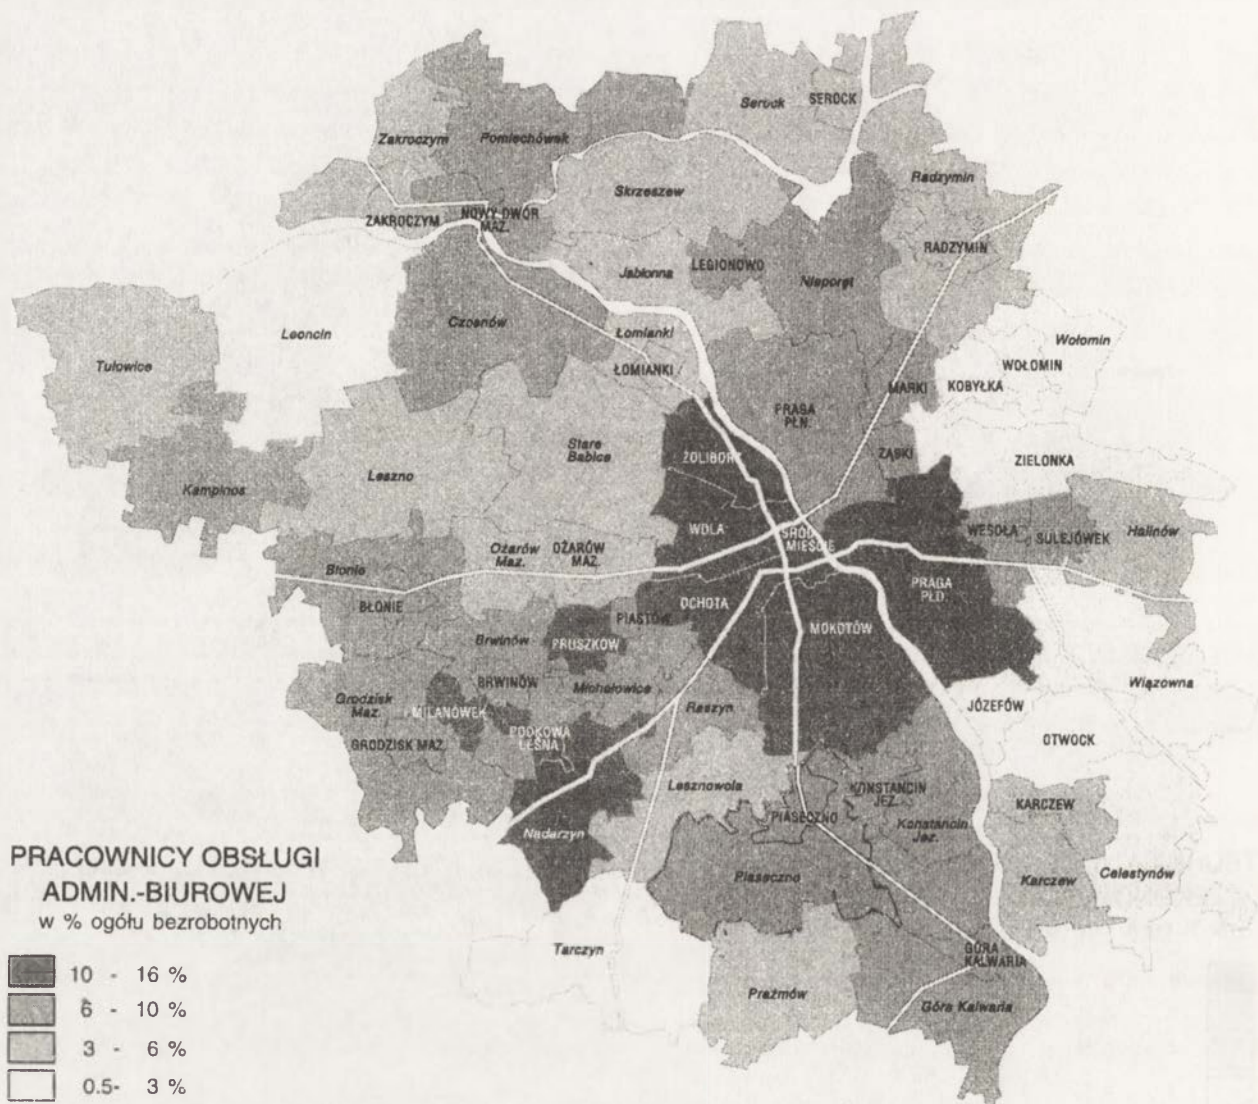 Serock
SEROCK
Zakroczym
Pomiechówek
Radzymin
Skrzeszew
ZAKROCZYM
NOWY DWÓR
MAZ.
RADZYMIN
LEGIONOWO
Jabłonna
Nieporęt
Leoncin
Czosnów
Łomianki
Wołomin
Tułowice
ŁOMIANKI
WOŁOMIN
MARKI
KOBYŁKA
PRAGA
PŁN.
Stare
Babice
ŻOLIBORZ
ZĄBKI
ZIELONKA
Leszno
Kampinos
WOLA
ŚRÓD
MIEŚCIE
WESOŁA
SULEJÓWEK
Halinów
Ożarów
Maz.
OŻARÓW
MAZ.
Błonie
PRAGA
PŁD.
BŁONIE
OCHOTA
PIASTÓW
MOKOTÓW
Brwinów
PRUSZKÓW
BRWINÓW
Michałowice
Wiązowna
Grodzisk
Maz.
MILANÓWEK
Raszyn
JÓZEFÓW
PODKOWA
LEŚNA
OTWOCK
GRODZISK MAZ.
Lesznowola
KONSTANCIN
JEZ.
KARCZEW
PIASECZNO
Konstancin
Jez.
Nadarzyn
Piaseczno
Karczew
Celestynów
Tarczyn
GÓRA
KALWARIA
Prażmów
Góra Kalwaria
PRACOWNICY OBSŁUGI
ADMIN.-BIUROWEJ
w % ogółu bezrobotnych
10 - 16 %
6 - 10 %
3 - 6 %
0.5- 3 %